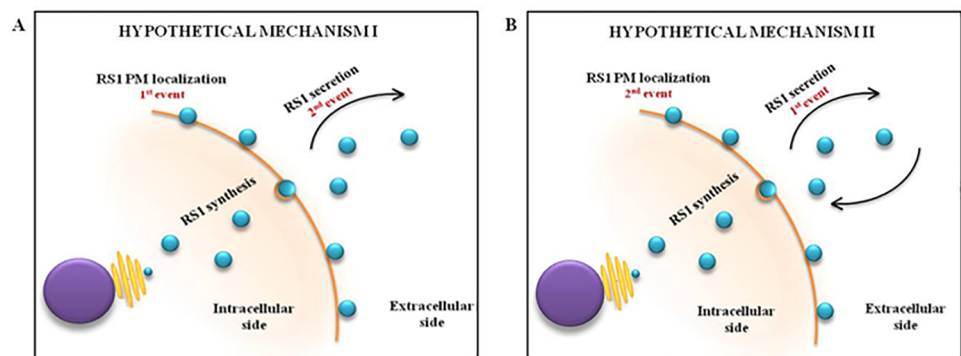 A
HYPOTHETICAL MECHANISM I
RS1 PM localization
1st event
RS1 secretion
2nd event
RS1 synthesis
Intracellular
side
Extracellular
side
B
HYPOTHETICAL MECHANISM II
RS1 PM localization
2nd event
RS1 secretion
1st event
RS1 synthesis
Intracellular
side
Extracellular
side